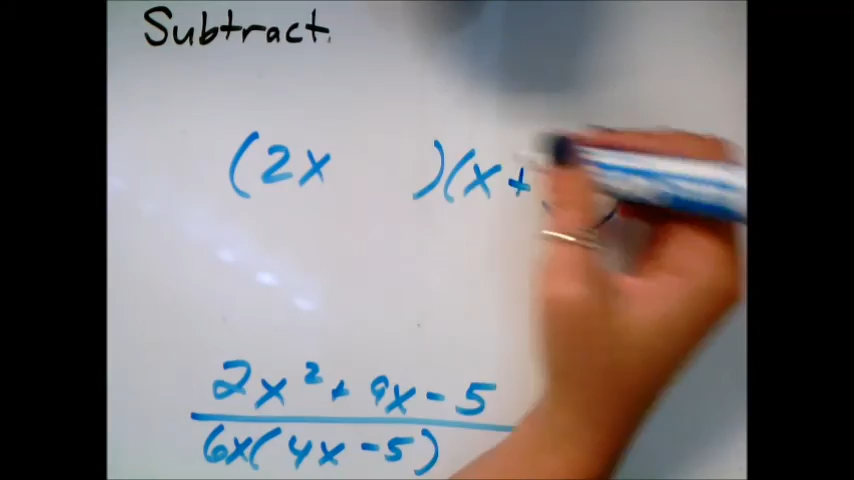 Subtract.
(2x )(x+
2x² + 9x - 5
6x(4x - 5)